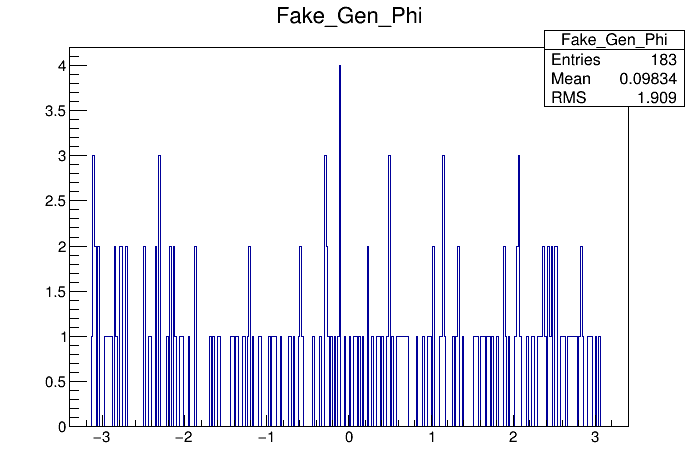 Fake_Gen_Phi
Fake_Gen_Phi
Entries 183
Mean 0.09834
RMS 1.909
4
3.5
3
2.5
2
1.5
1
0.5
0
−3 −2 −1 0 1 2 3